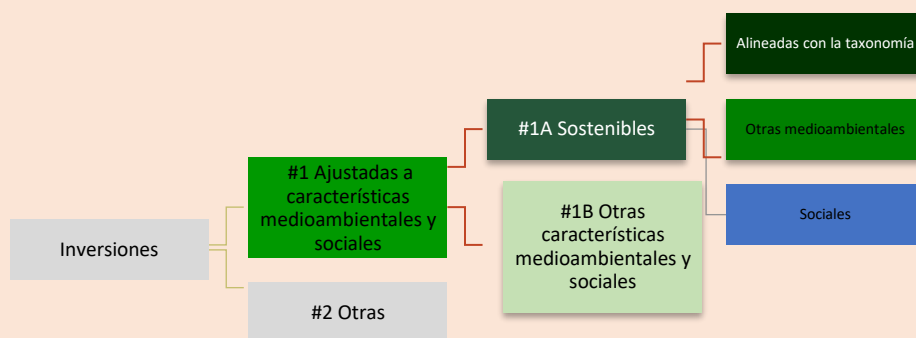 Inversiones
#1 Ajustadas a
características
medioambientales y
sociales
#2 Otras
#1A Sostenibles
#1B Otras
características
medioambientales y
sociales
Alineadas con la taxonomía
Otras medioambientales
Sociales